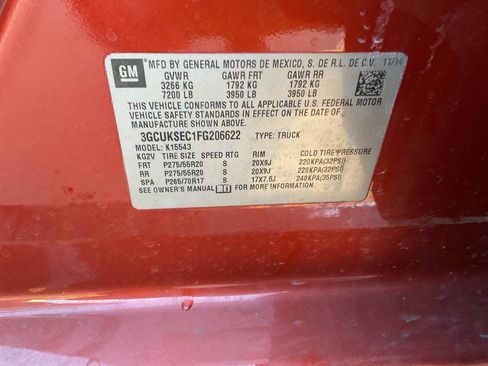 GM
MFD BY GENERAL MOTORS DE MEXICO, S. DE R.L. DE C.V. 11/14
GVWR GAWR FRT GAWR RR
3266 KG 1792 KG 1792 KG
7200 LB 3950 LB 3950 LB
THIS VEHICLE CONFORMS TO ALL APPLICABLE U.S. FEDERAL MOTOR
VEHICLE SAFETY STANDARDS IN EFFECT ON THE DATE OF
MANUFACTURE SHOWN ABOVE.
3GCUKSEC1FG206622 TYPE: TRUCK
MODEL: K15543
KG2V TIRE SIZE SPEED RTG RIM COLD TIRE PRESSURE
FRT P275/55R20 S 20X9J 220KPA(32PSI)
RR P275/55R20 S 20X9J 220KPA(32PSI)
SPA P265/70R17 S 17X7.5J 240KPA(35PSI)
SEE OWNER'S MANUAL